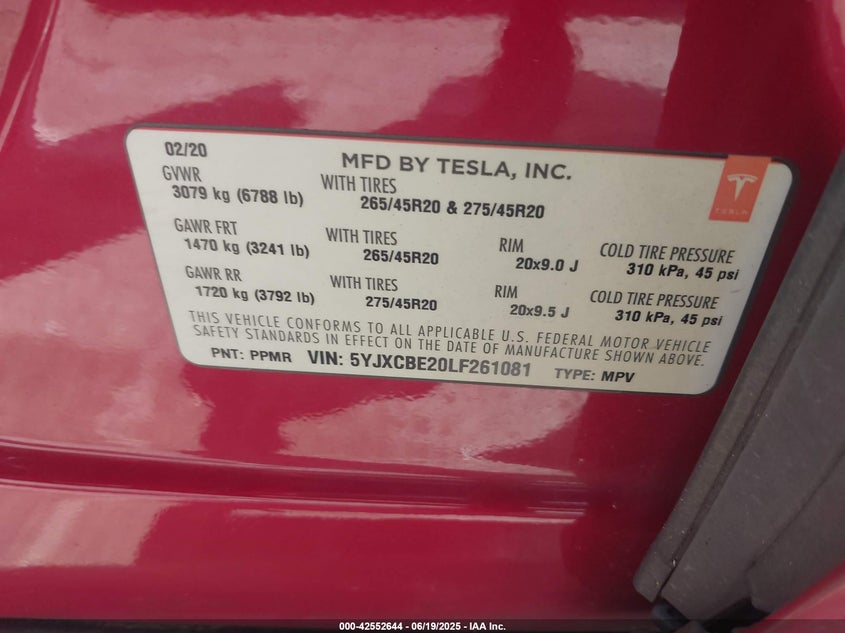 02/20
MFD BY TESLA, INC.
GVWR
3079 kg (6788 lb)
WITH TIRES
265/45R20 & 275/45R20
TESLA
GAWR FRT
1470 kg (3241 lb)
WITH TIRES
265/45R20
RIM
20x9.0 J
COLD TIRE PRESSURE
310 kPa, 45 psi
GAWR RR
1720 kg (3792 lb)
WITH TIRES
275/45R20
RIM
20x9.5 J
COLD TIRE PRESSURE
310 kPa, 45 psi
THIS VEHICLE CONFORMS TO ALL APPLICABLE U.S. FEDERAL MOTOR VEHICLE
SAFETY STANDARDS IN EFFECT ON THE DATE OF MANUFACTURE SHOWN ABOVE.
PNT: PPMR VIN: 5YJXCBE20LF261081 TYPE: MPV
000-42552644 - 06/19/2025 - IAA Inc.